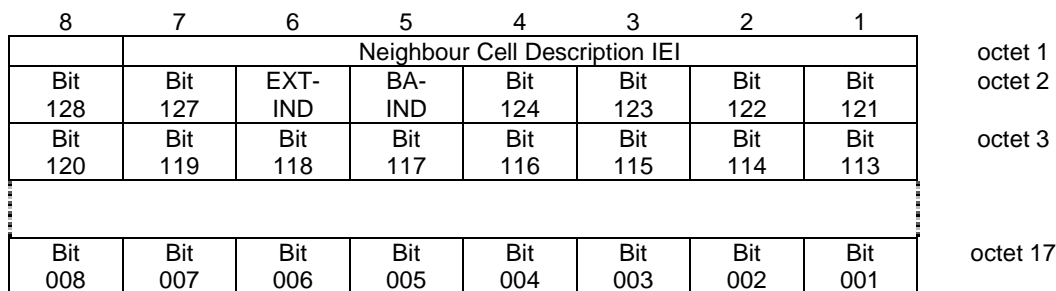 8 7 6 5 4 3 2 1
Neighbour Cell Description IEI octet 1
Bit Bit EXT- BA- Bit Bit Bit Bit octet 2
128 127 IND IND 124 123 122 121
Bit Bit Bit Bit Bit Bit Bit Bit octet 3
120 119 118 117 116 115 114 113
Bit Bit Bit Bit Bit Bit Bit Bit octet 17
008 007 006 005 004 003 002 001